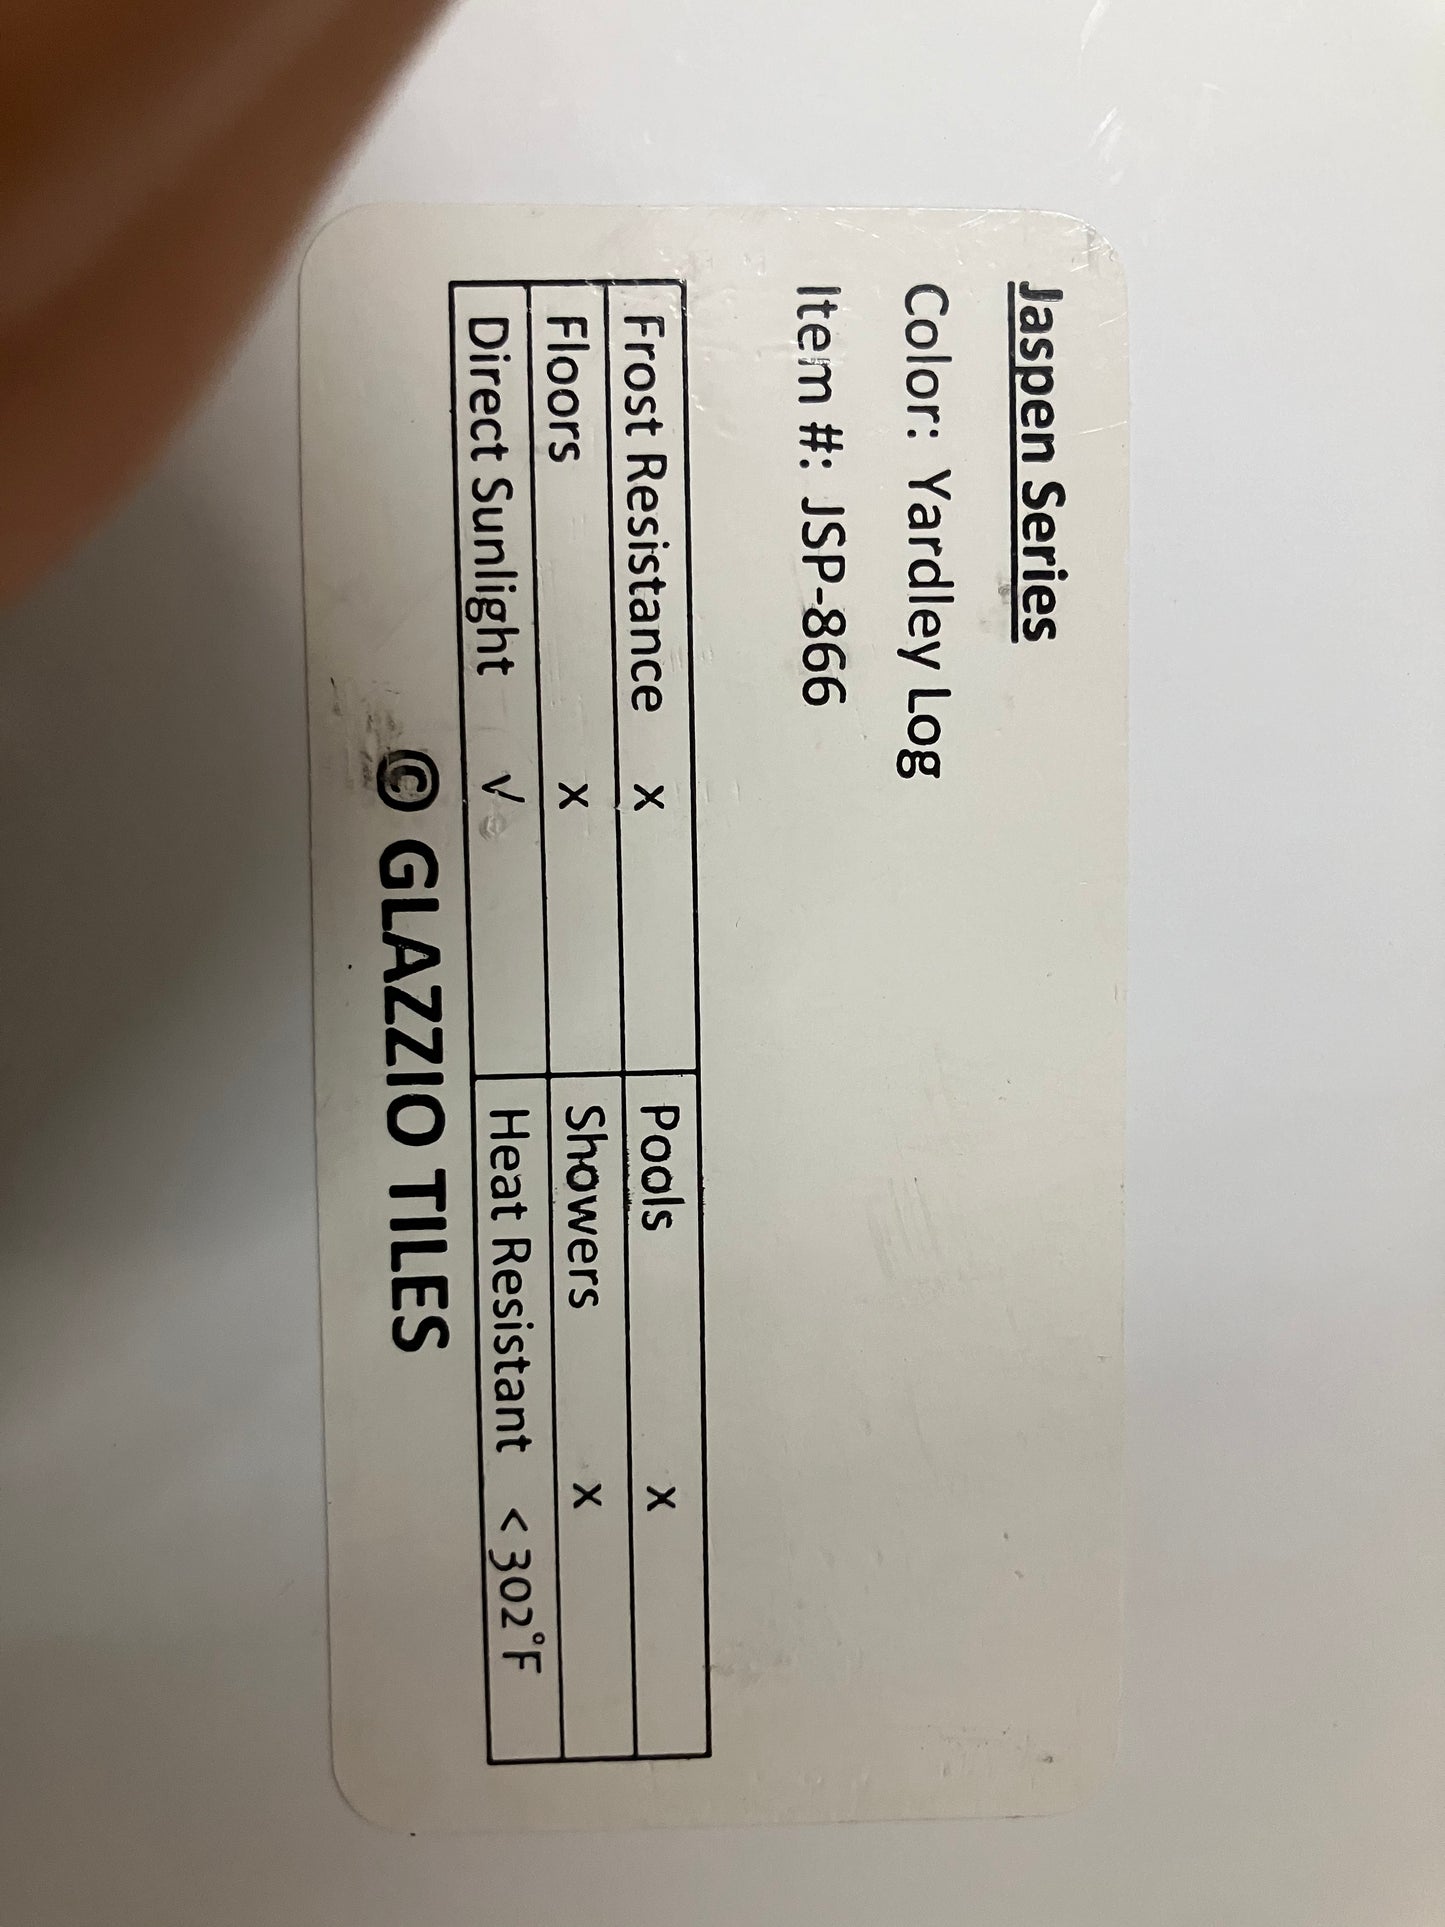 Jaspen Series
Color: Yardley Log
Item #: JSP-866
Frost Resistance x Pools x
Floors x Showers x
Direct Sunlight √ Heat Resistant < 302°F
© GLAZZIO TILES